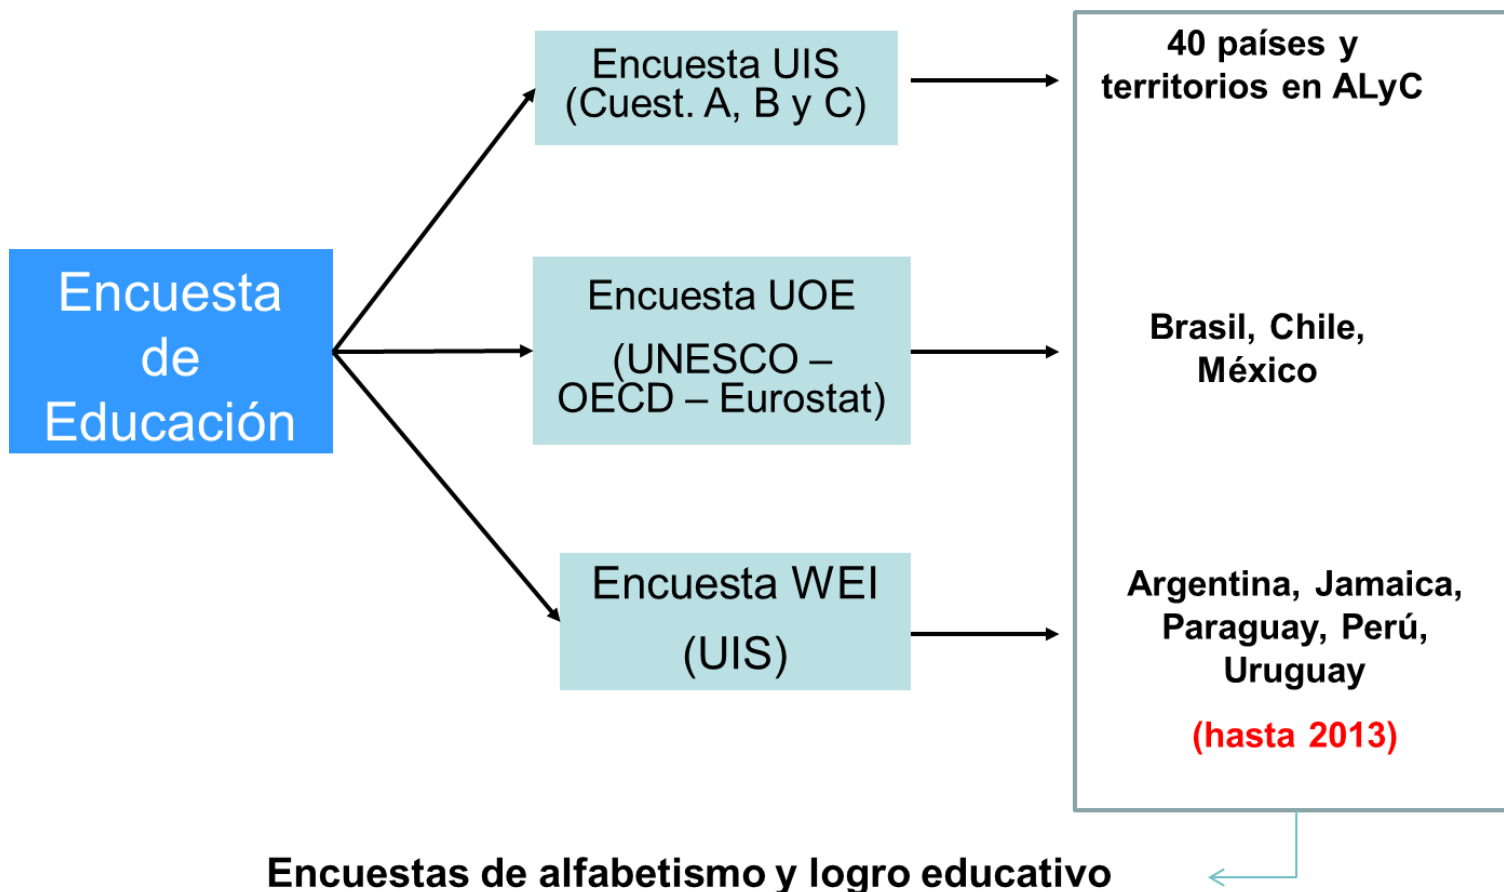 Encuesta
de
Educación
Encuesta UIS
(Cuest. A, B y C)
40 países y
territorios en ALyC
Encuesta UOE
(UNESCO –
OECD – Eurostat)
Brasil, Chile,
México
Encuesta WEI
(UIS)
Argentina, Jamaica,
Paraguay, Perú,
Uruguay
(hasta 2013)
Encuestas de alfabetismo y logro educativo